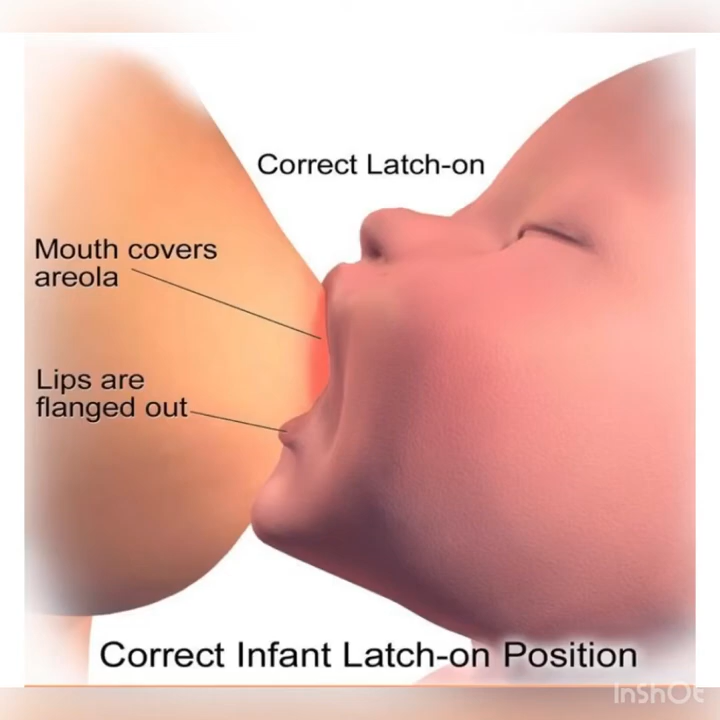 Correct Latch-on
Mouth covers
areola
Lips are
flanged out
Correct Infant Latch-on Position
InShOt